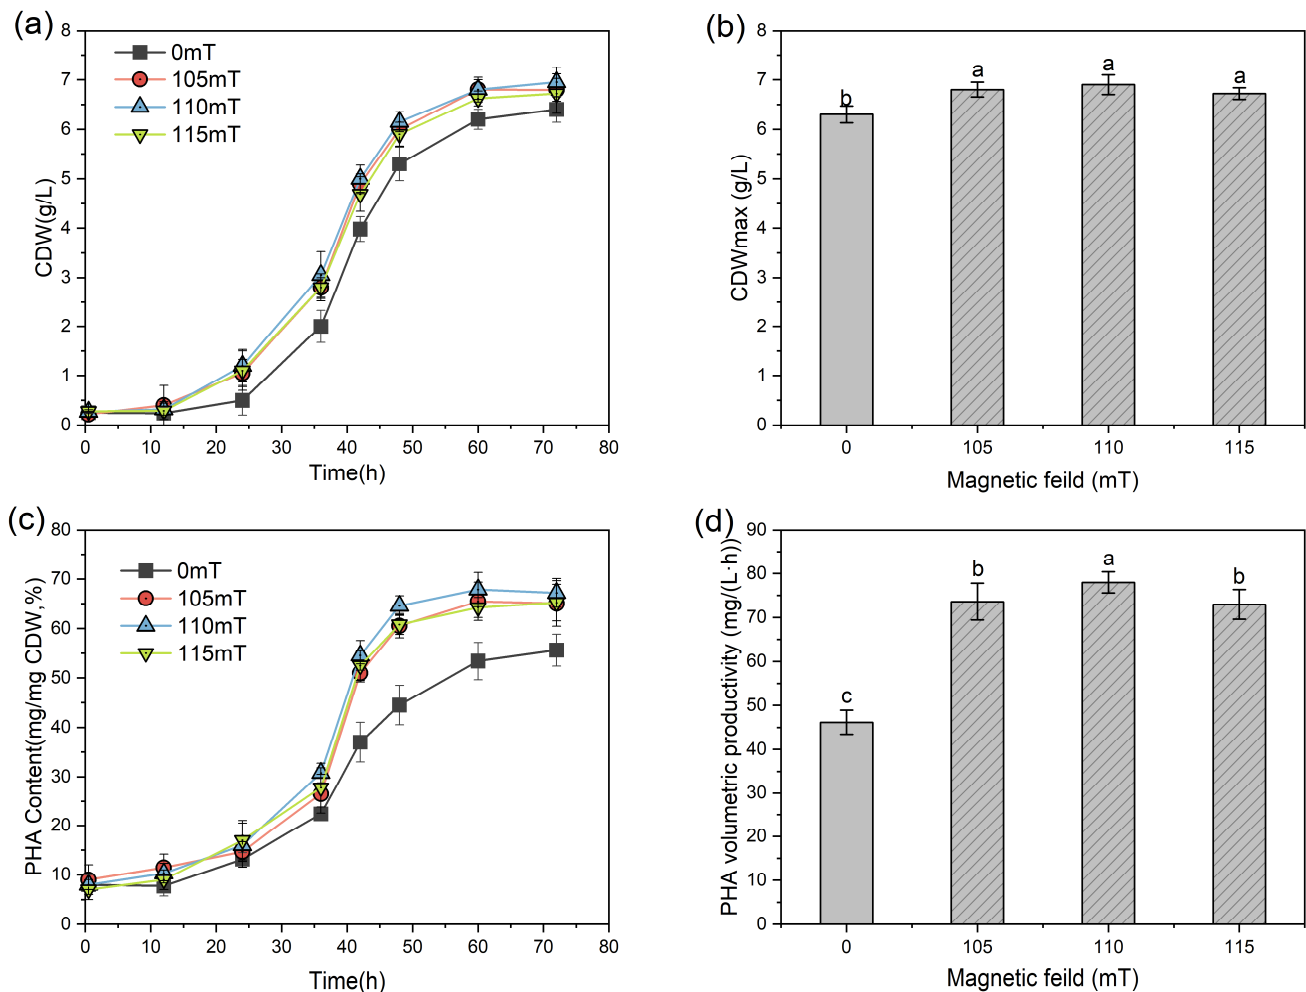 (a)
8
7
6
5
4
3
2
1
0
CDW(g/L)
0mT
105mT
110mT
115mT
0 10 20 30 40 50 60 70 80
Time(h)
(b)
8
7
6
5
4
3
2
1
0
CDWmax (g/L)
b a a a
0 105 110 115
Magnetic feild (mT)
(c)
80
70
60
50
40
30
20
10
0
PHA Content(mg/mg CDW,%)
0mT
105mT
110mT
115mT
0 10 20 30 40 50 60 70 80
Time(h)
(d)
90
80
70
60
50
40
30
20
10
0
PHA volumetric productivity (mg/(L·h))
c b a b
0 105 110 115
Magnetic feild (mT)